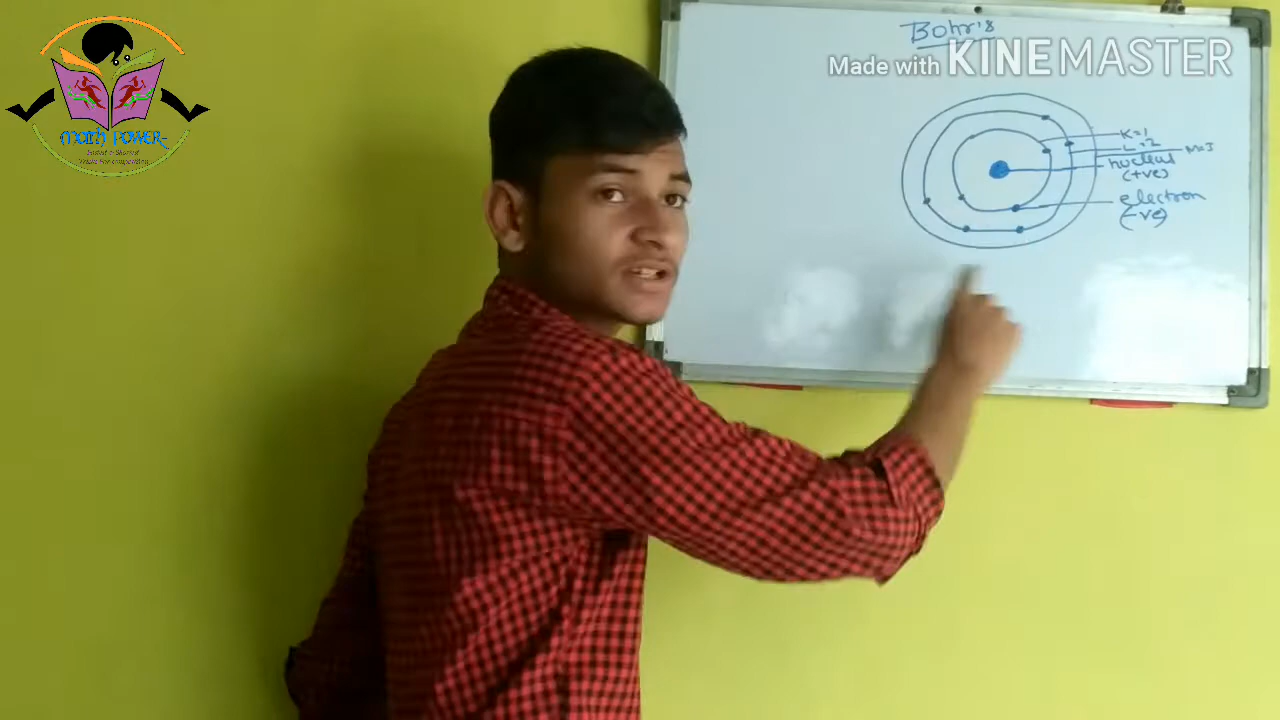 Bohr's
Made with KINEMASTER
K=1
L=2
M=3
nucleus
(+ve)
electron
(-ve)
MATH POWER